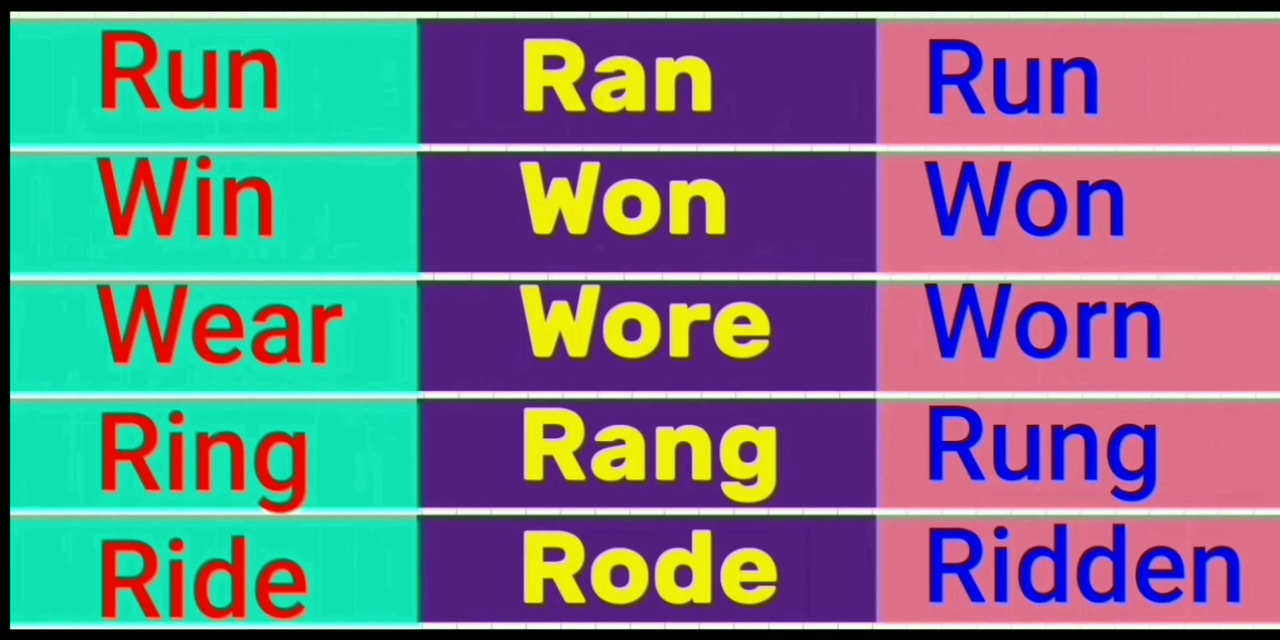 Run Ran Run
Win Won Won
Wear Wore Worn
Ring Rang Rung
Ride Rode Ridden